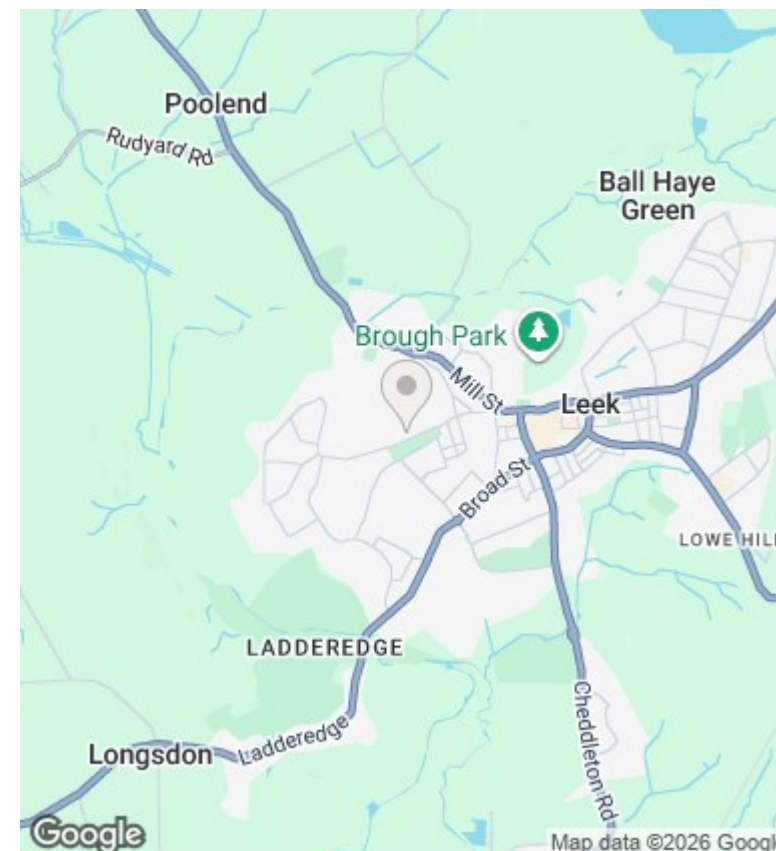 Poolend
Rudyard Rd
Ball Haye
Green
Brough Park
Mill St
Leek
Broad St
LOWE HILL
LADDEREDGE
Cheddleton Rd
Ladderedge
Longsdon
Google
Map data ©2026 Google